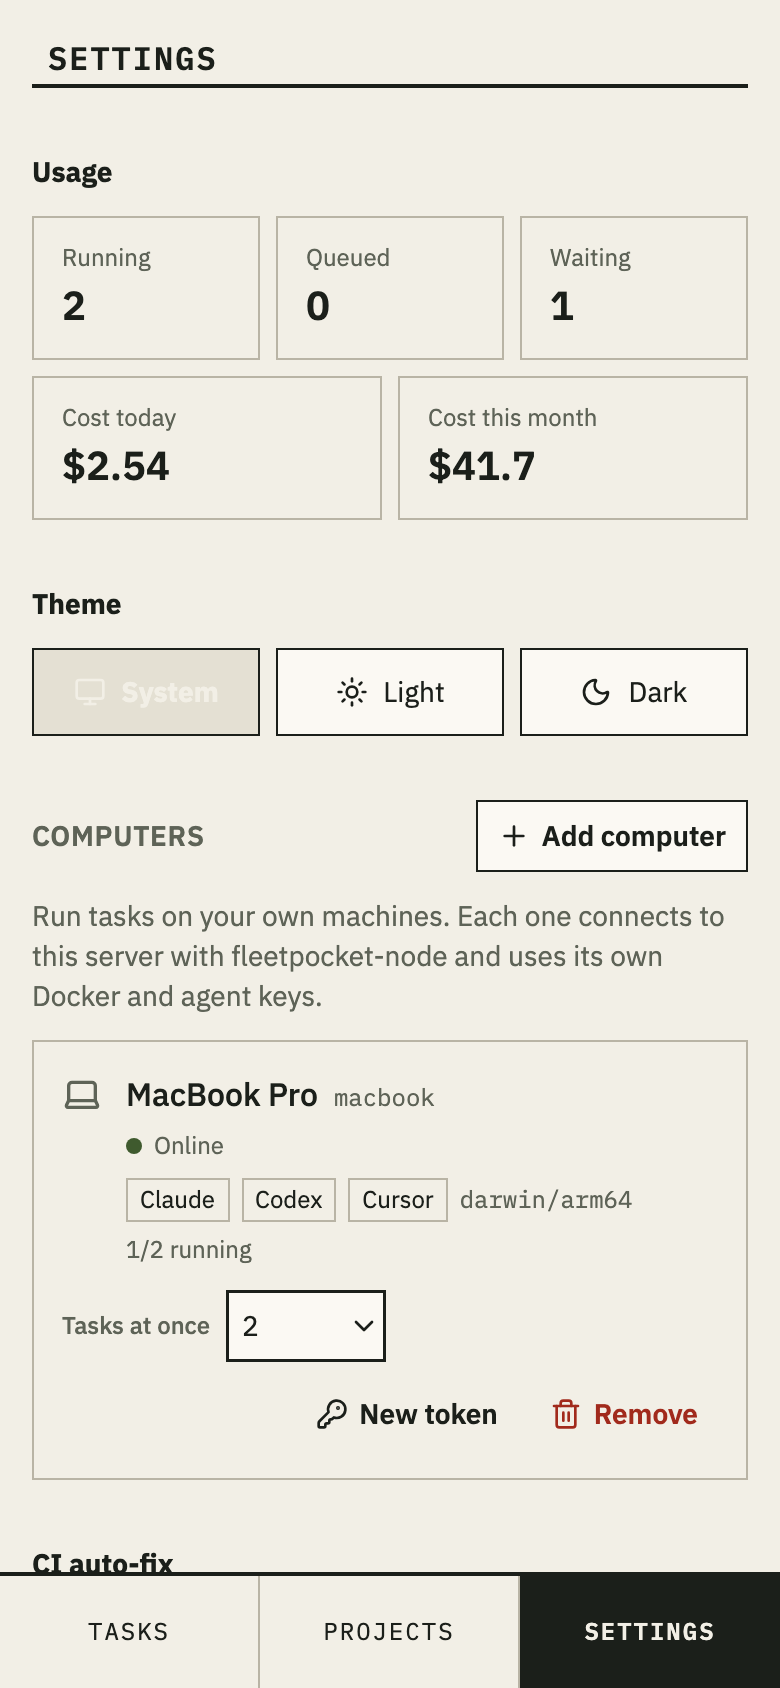 SETTINGS
Usage
Running
2
Queued
0
Waiting
1
Cost today
$2.54
Cost this month
$41.7
Theme
System
Light
Dark
COMPUTERS
Add computer
Run tasks on your own machines. Each one connects to
this server with fleetpocket-node and uses its own
Docker and agent keys.
MacBook Pro macbook
Online
Claude Codex Cursor darwin/arm64
1/2 running
Tasks at once 2
New token Remove
CI auto-fix
TASKS PROJECTS SETTINGS